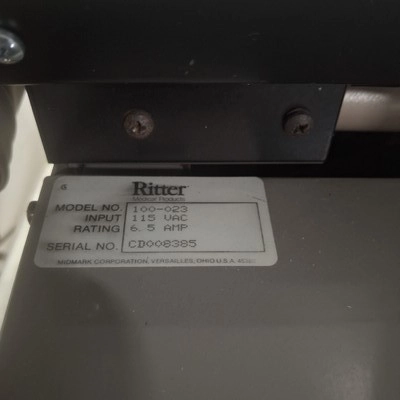 Ritter
Medical Products
MODEL NO. 100-023
INPUT 115 VAC
RATING 6.5 AMP
SERIAL NO. CD008385
MIDMARK CORPORATION, VERSAILLES, OHIO U.S.A.